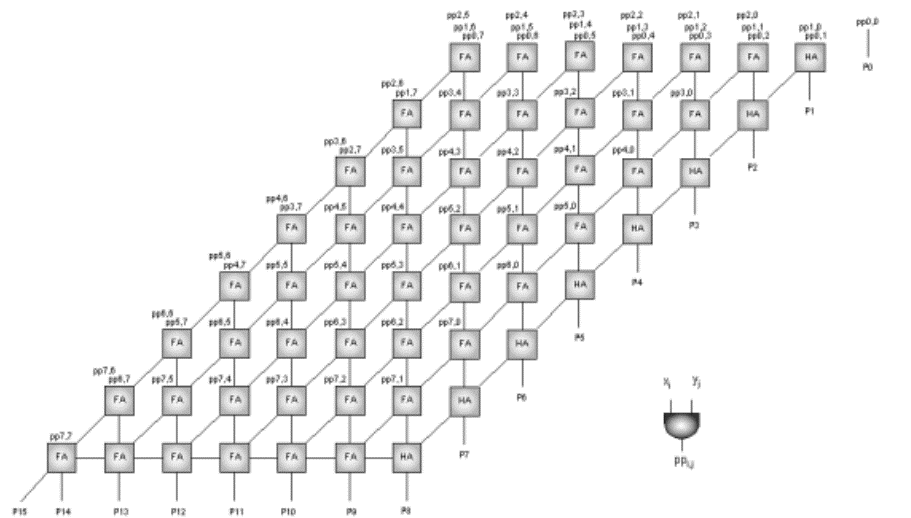 pp2,5 pp2,4 pp2,3 pp2,2 pp2,1 pp2,0
pp1,6 pp1,5 pp1,4 pp1,3 pp1,2 pp1,1 pp1,0 pp0,0
pp0,7 pp0,6 pp0,5 pp0,4 pp0,3 pp0,2 pp0,1
FA FA FA FA FA FA HA P0
pp2,6
pp1,7 pp3,4 pp3,3 pp3,2 pp3,1 pp3,0
FA FA FA FA FA FA HA P1
pp3,6
pp2,7 pp3,5 pp4,3 pp4,2 pp4,1 pp4,0
FA FA FA FA FA FA HA P2
pp4,6
pp3,7 pp4,5 pp4,4 pp5,2 pp5,1 pp5,0
FA FA FA FA FA FA HA P3
pp5,6
pp4,7 pp5,5 pp5,4 pp5,3 pp6,1 pp6,0
FA FA FA FA FA FA HA P4
pp6,6
pp5,7 pp6,5 pp6,4 pp6,3 pp6,2 pp7,0
FA FA FA FA FA FA HA P5
pp7,6
pp6,7 pp7,5 pp7,4 pp7,3 pp7,2 pp7,1
FA FA FA FA FA FA HA P6
xi yj
pp7,7
FA FA FA FA FA FA HA P7
ppi,j
P15 P14 P13 P12 P11 P10 P9 P8